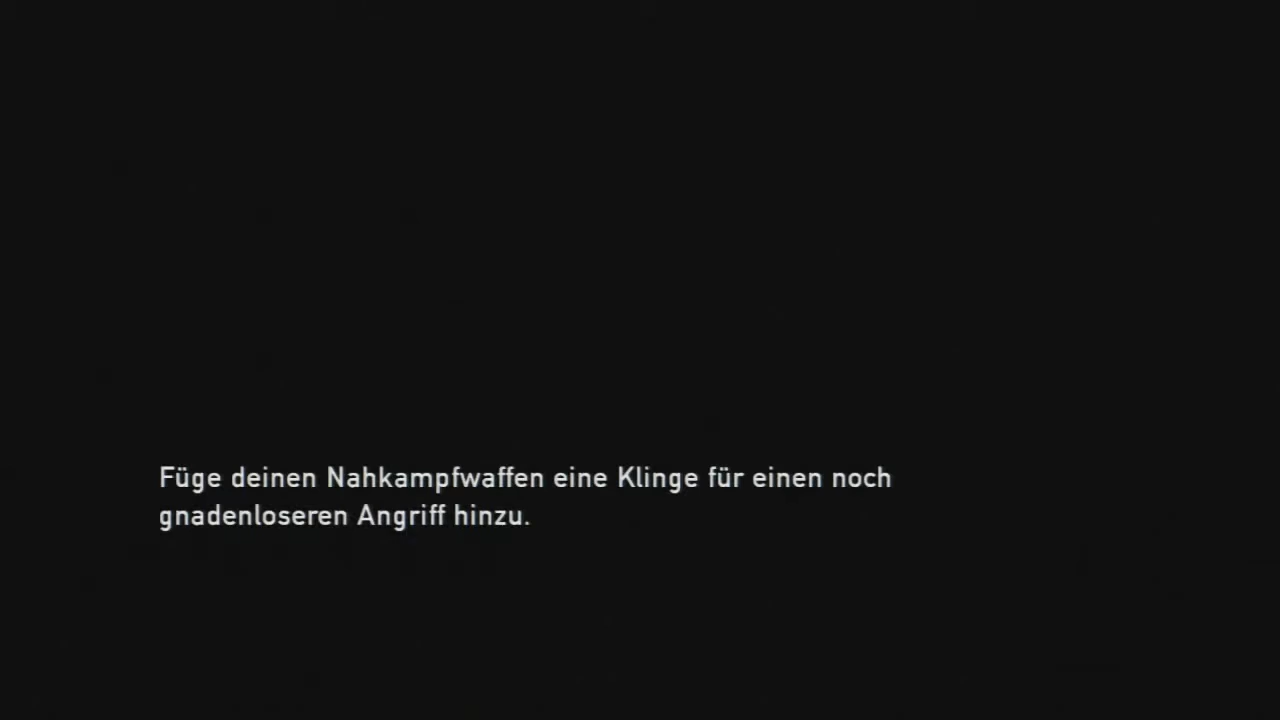 Füge deinen Nahkampfwaffen eine Klinge für einen noch
gnadenloseren Angriff hinzu.